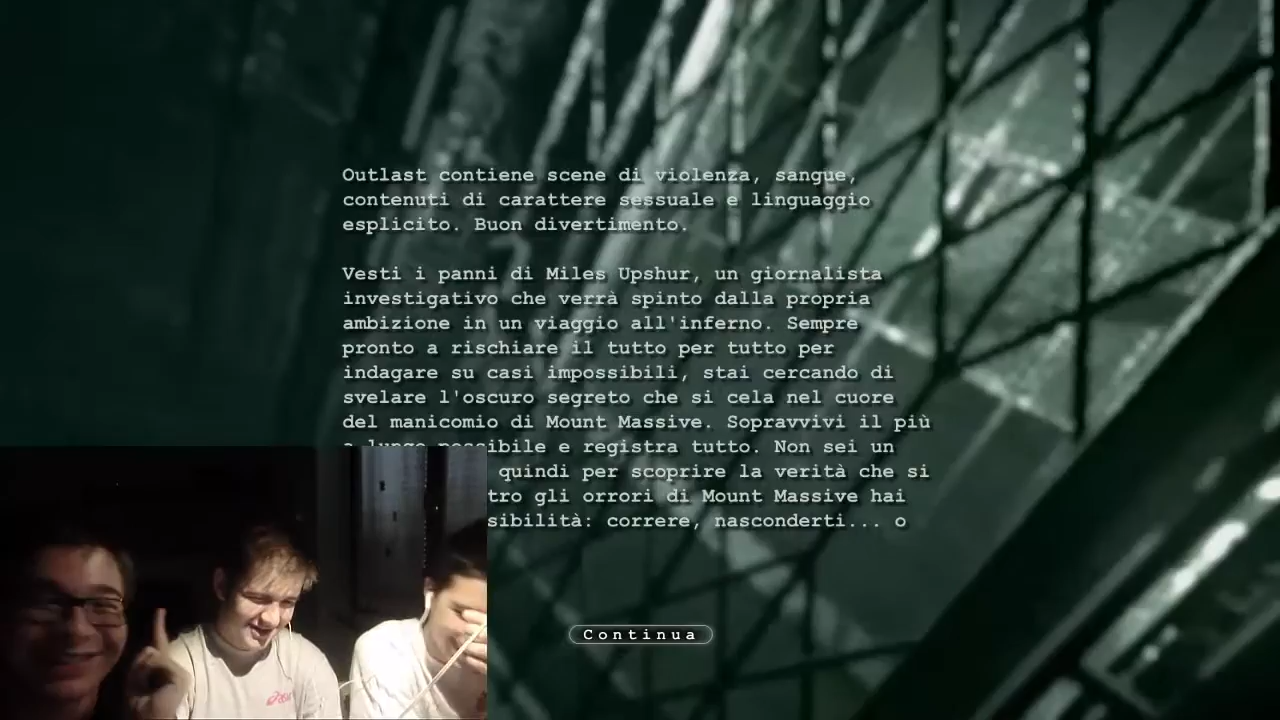 Outlast contiene scene di violenza, sangue,
contenuti di carattere sessuale e linguaggio
esplicito. Buon divertimento.
Vesti i panni di Miles Upshur, un giornalista
investigativo che verrà spinto dalla propria
ambizione in un viaggio all'inferno. Sempre
pronto a rischiare il tutto per tutto per
indagare su casi impossibili, stai cercando di
svelare l'oscuro segreto che si cela nel cuore
del manicomio di Mount Massive. Sopravvivi il più
a lungo possibile e registra tutto. Non sei un
quindi per scoprire la verità che si
tro gli orrori di Mount Massive hai
sibilità: correre, nasconderti... o
Continua